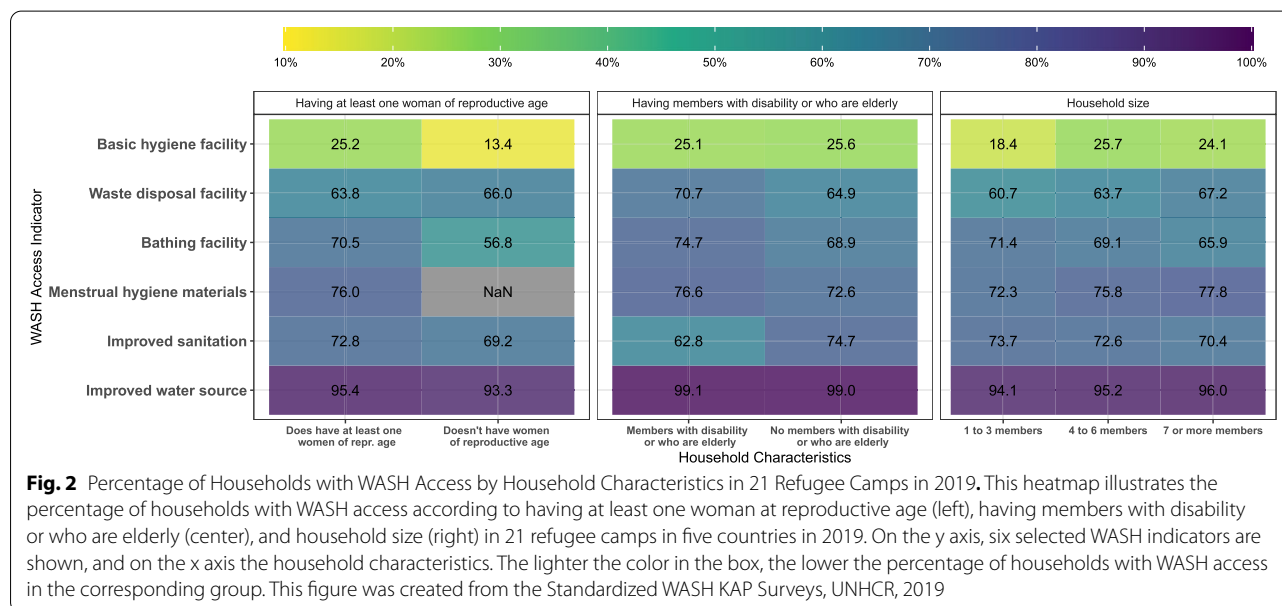 10% 20% 30% 40% 50% 60% 70% 80% 90% 100%
Having at least one woman of reproductive age Having members with disability or who are elderly Household size
WASH Access Indicator
Basic hygiene facility 25.2 13.4 25.1 25.6 18.4 25.7 24.1
Waste disposal facility 63.8 66.0 70.7 64.9 60.7 63.7 67.2
Bathing facility 70.5 56.8 74.7 68.9 71.4 69.1 65.9
Menstrual hygiene materials 76.0 NaN 76.6 72.6 72.3 75.8 77.8
Improved sanitation 72.8 69.2 62.8 74.7 73.7 72.6 70.4
Improved water source 95.4 93.3 99.1 99.0 94.1 95.2 96.0
Does have at least one Doesn't have women Members with disability No members with disability 1 to 3 members 4 to 6 members 7 or more members
women of repr. age of reproductive age or who are elderly or who are elderly
Household Characteristics
Fig. 2 Percentage of Households with WASH Access by Household Characteristics in 21 Refugee Camps in 2019. This heatmap illustrates the
percentage of households with WASH access according to having at least one woman at reproductive age (left), having members with disability
or who are elderly (center), and household size (right) in 21 refugee camps in five countries in 2019. On the y axis, six selected WASH indicators are
shown, and on the x axis the household characteristics. The lighter the color in the box, the lower the percentage of households with WASH access
in the corresponding group. This figure was created from the Standardized WASH KAP Surveys, UNHCR, 2019